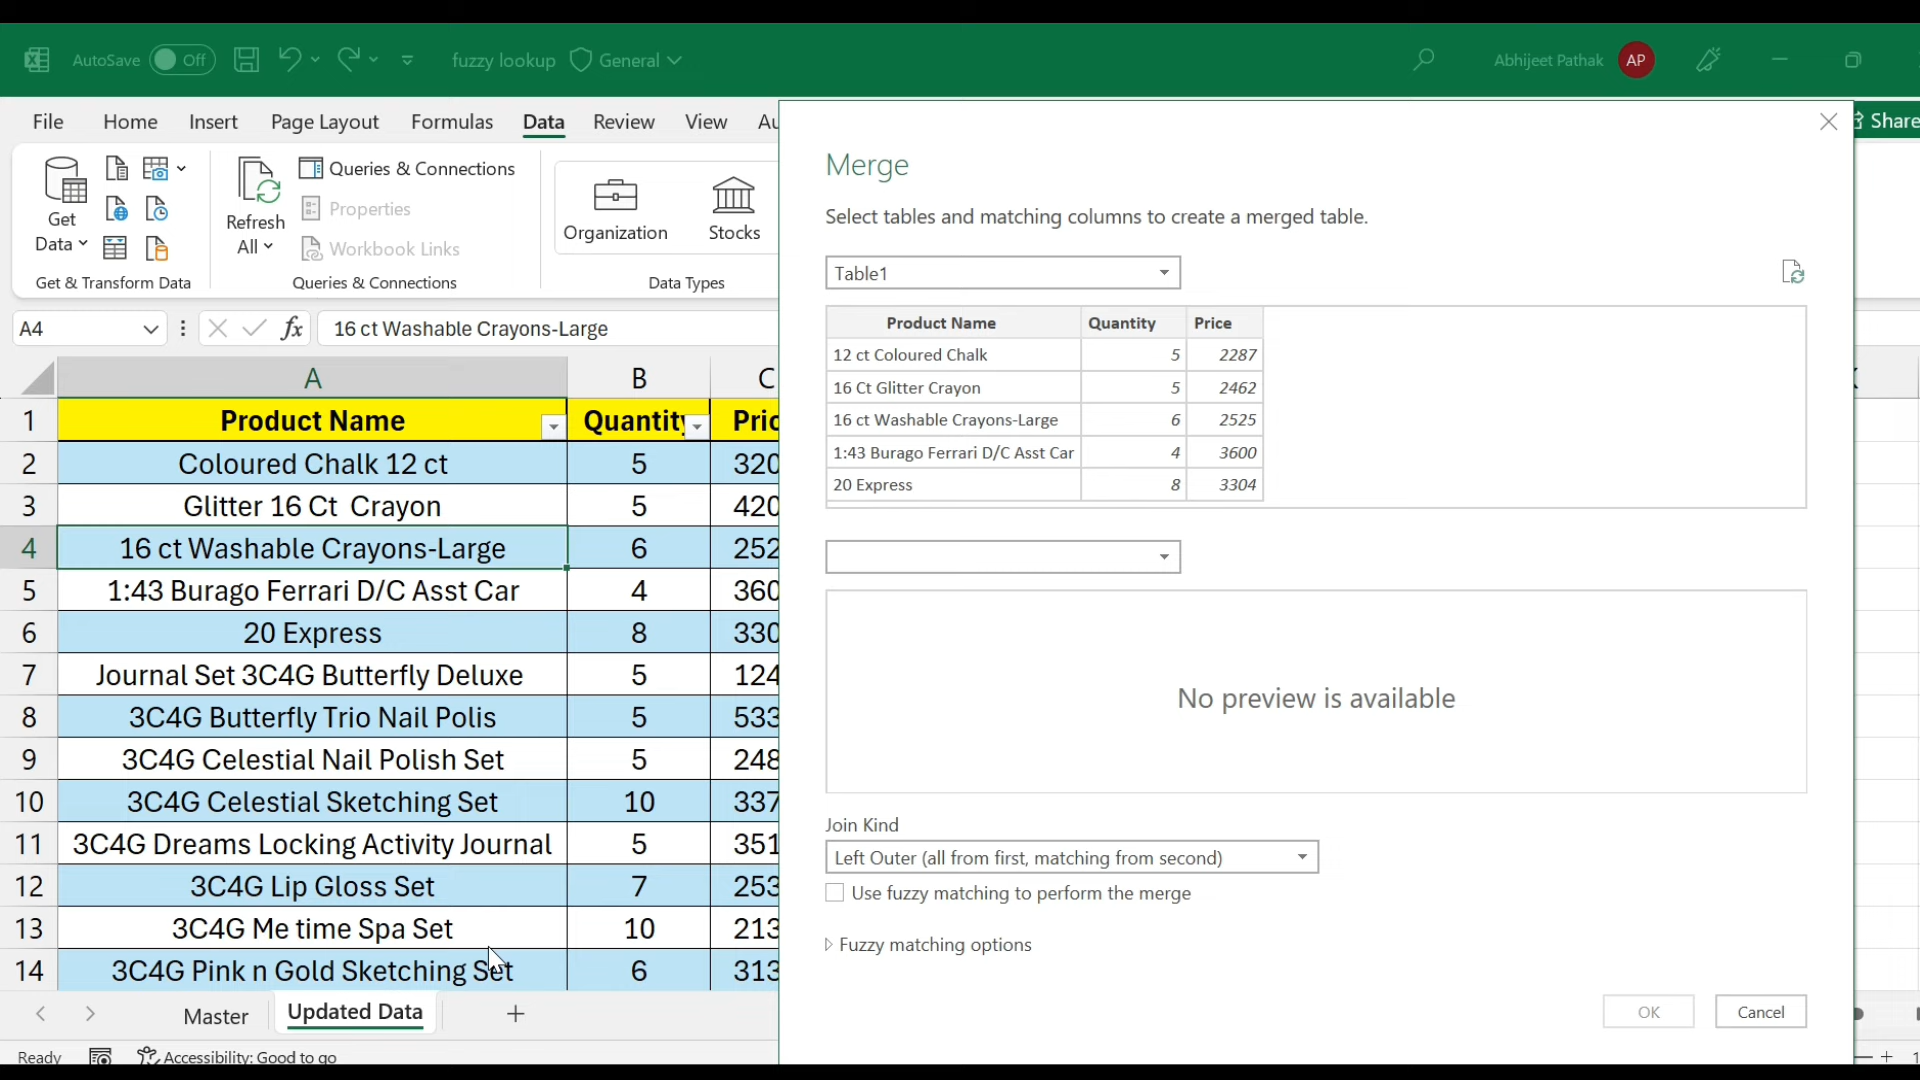 AutoSave Off fuzzy lookup General Abhijeet Pathak AP
File Home Insert Page Layout Formulas Data Review View Au
Share
Get
Data
Refresh
All
Queries & Connections
Properties
Workbook Links
Organization
Stocks
Get & Transform Data
Queries & Connections
Data Types
A4 fx 16 ct Washable Crayons-Large
A B C
1 Product Name Quantity Pric
2 Coloured Chalk 12 ct 5 320
3 Glitter 16 Ct Crayon 5 420
4 16 ct Washable Crayons-Large 6 252
5 1:43 Burago Ferrari D/C Asst Car 4 360
6 20 Express 8 330
7 Journal Set 3C4G Butterfly Deluxe 5 124
8 3C4G Butterfly Trio Nail Polis 5 533
9 3C4G Celestial Nail Polish Set 5 248
10 3C4G Celestial Sketching Set 10 337
11 3C4G Dreams Locking Activity Journal 5 351
12 3C4G Lip Gloss Set 7 253
13 3C4G Me time Spa Set 10 213
14 3C4G Pink n Gold Sketching Set 6 313
Master Updated Data
Ready Accessibility: Good to go
Merge
Select tables and matching columns to create a merged table.
Table1
Product Name Quantity Price
12 ct Coloured Chalk 5 2287
16 Ct Glitter Crayon 5 2462
16 ct Washable Crayons-Large 6 2525
1:43 Burago Ferrari D/C Asst Car 4 3600
20 Express 8 3304
No preview is available
Join Kind
Left Outer (all from first, matching from second)
Use fuzzy matching to perform the merge
Fuzzy matching options
OK Cancel